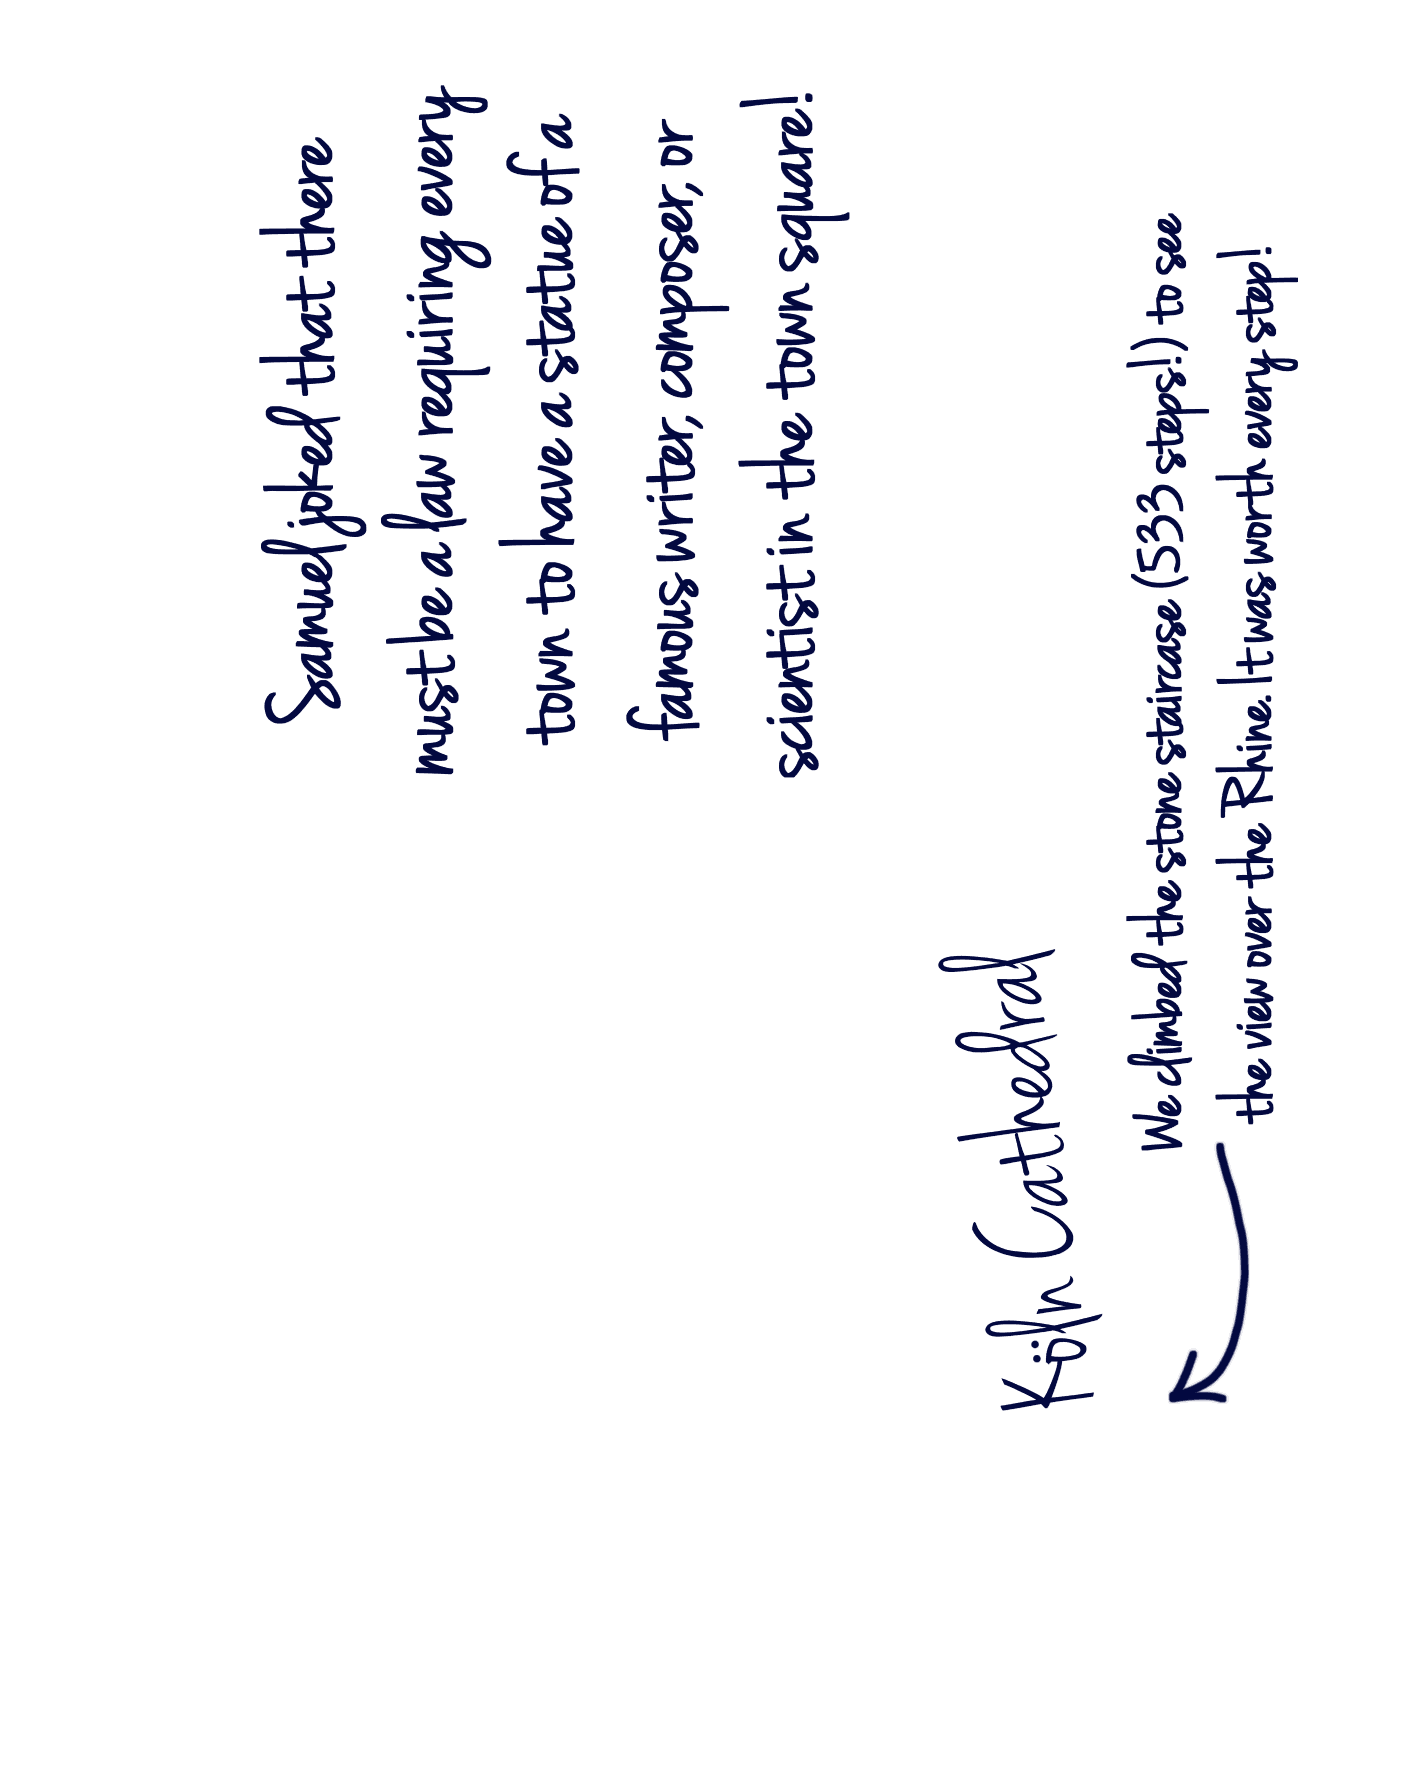 Samuel joked that there
must be a law requiring every
town to have a statue of a
famous writer, composer, or
scientist in the town square!
Köln Cathedral
We climbed the stone staircase (533 steps!) to see
the view over the Rhine. It was worth every step!